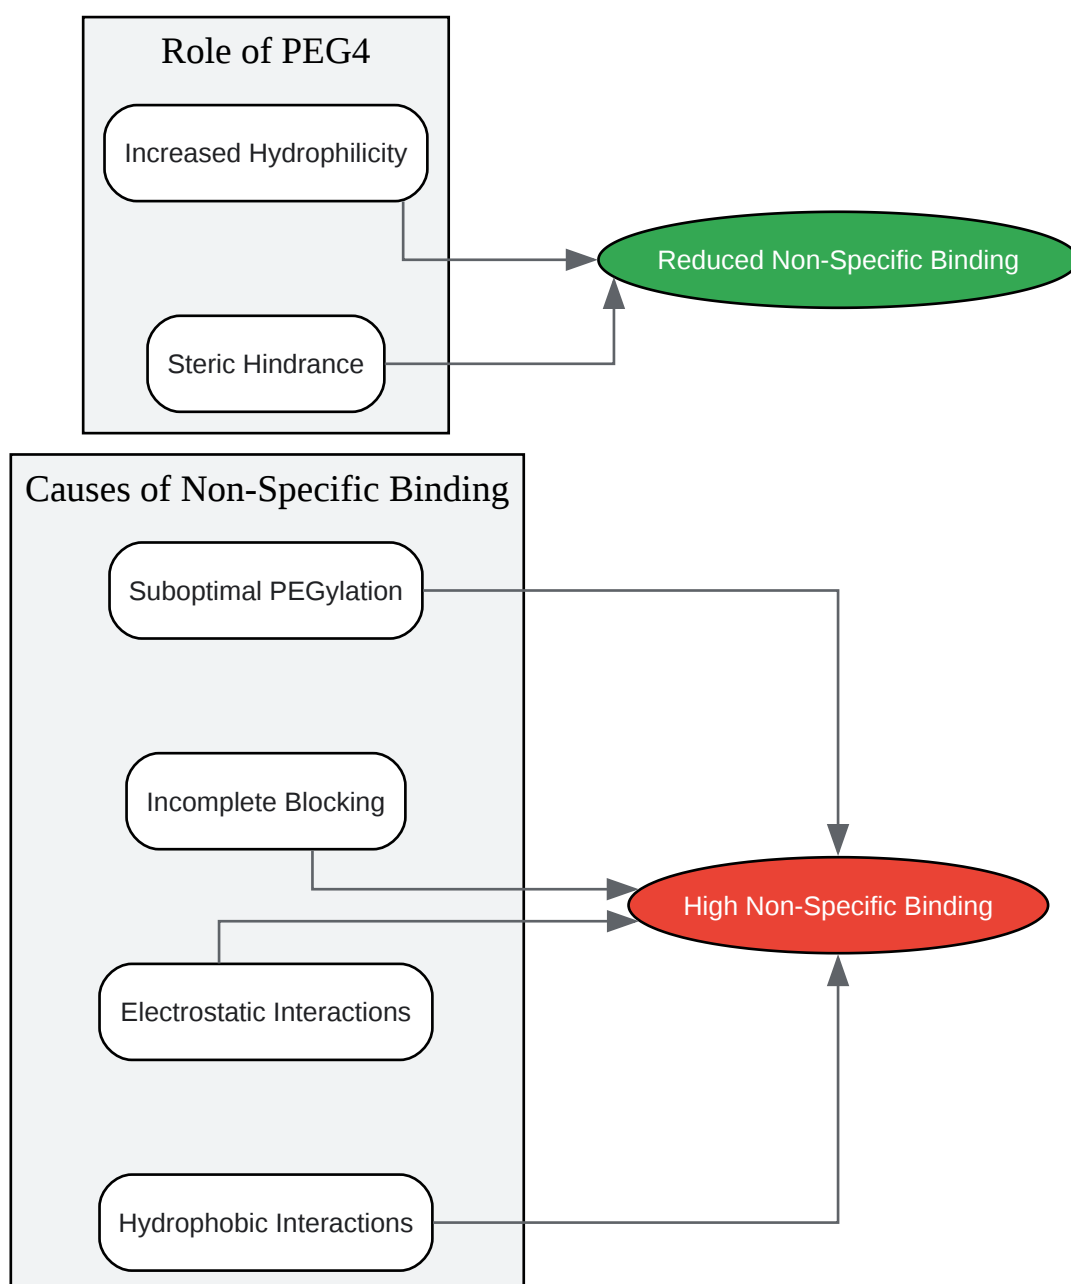 Role of PEG4
Increased Hydrophilicity
Reduced Non-Specific Binding
Steric Hindrance
Causes of Non-Specific Binding
Suboptimal PEGylation
Incomplete Blocking
High Non-Specific Binding
Electrostatic Interactions
Hydrophobic Interactions